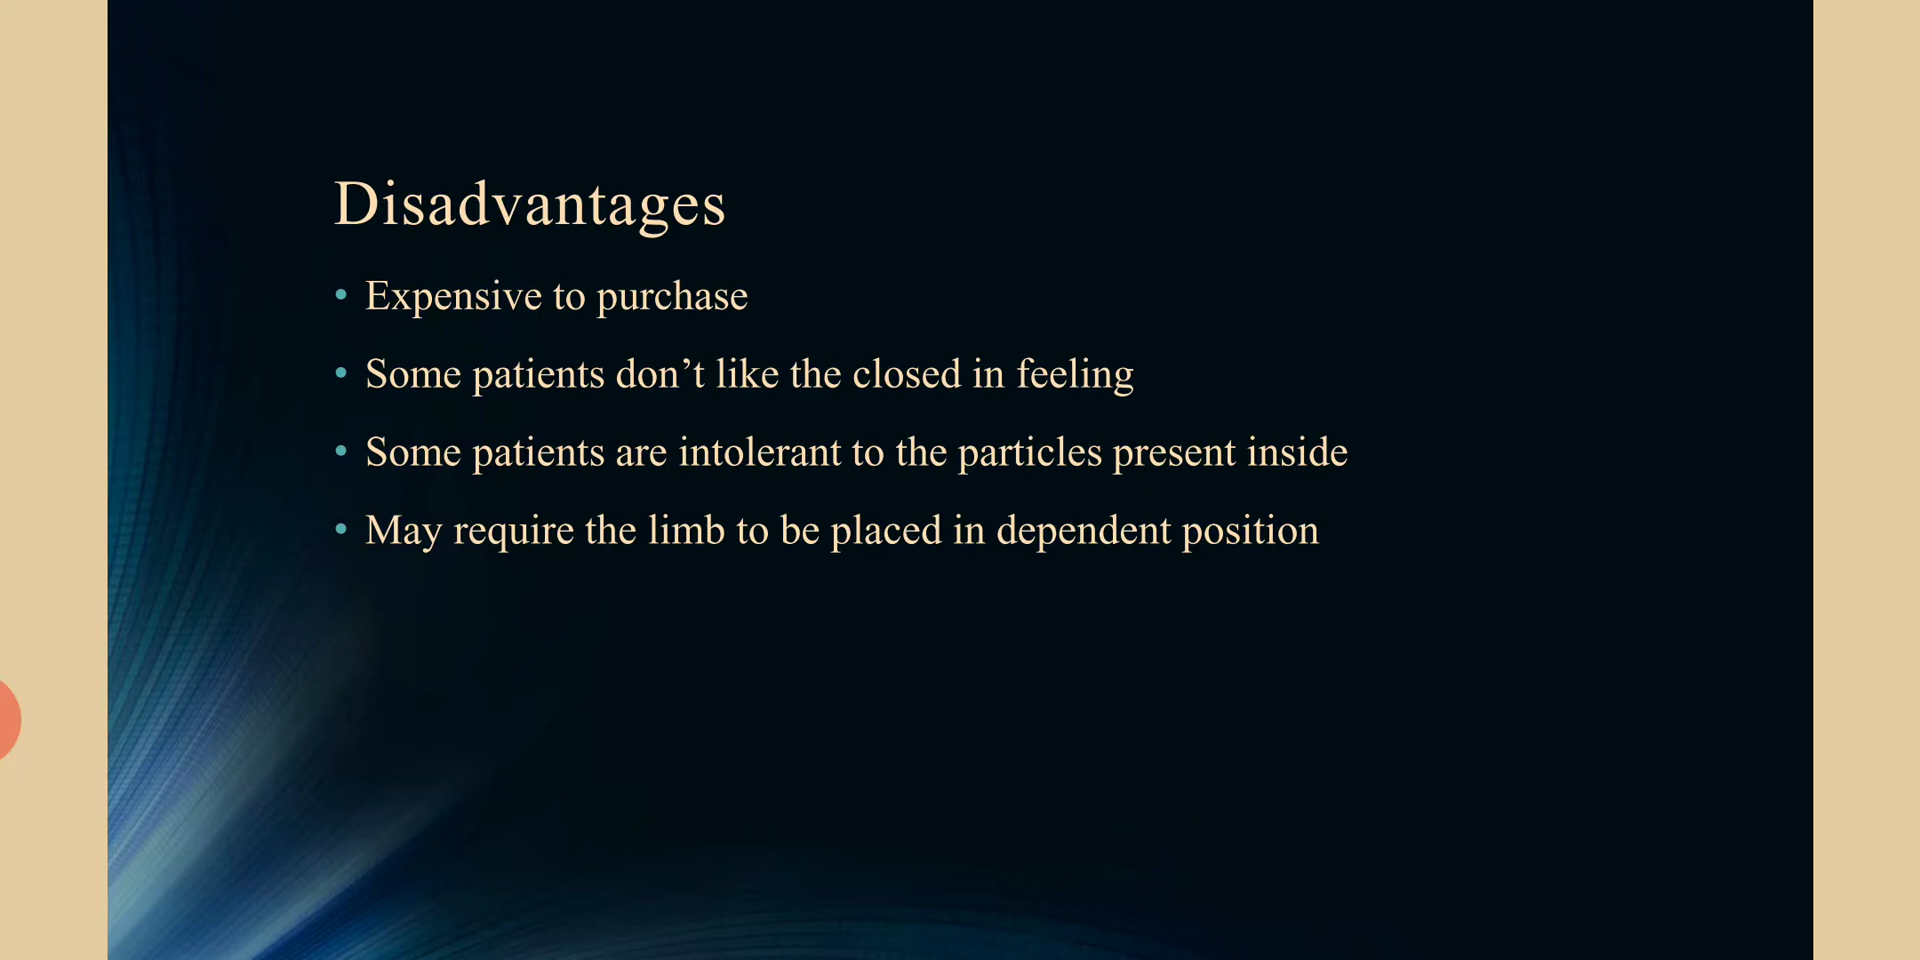 Disadvantages
• Expensive to purchase
• Some patients don’t like the closed in feeling
• Some patients are intolerant to the particles present inside
• May require the limb to be placed in dependent position